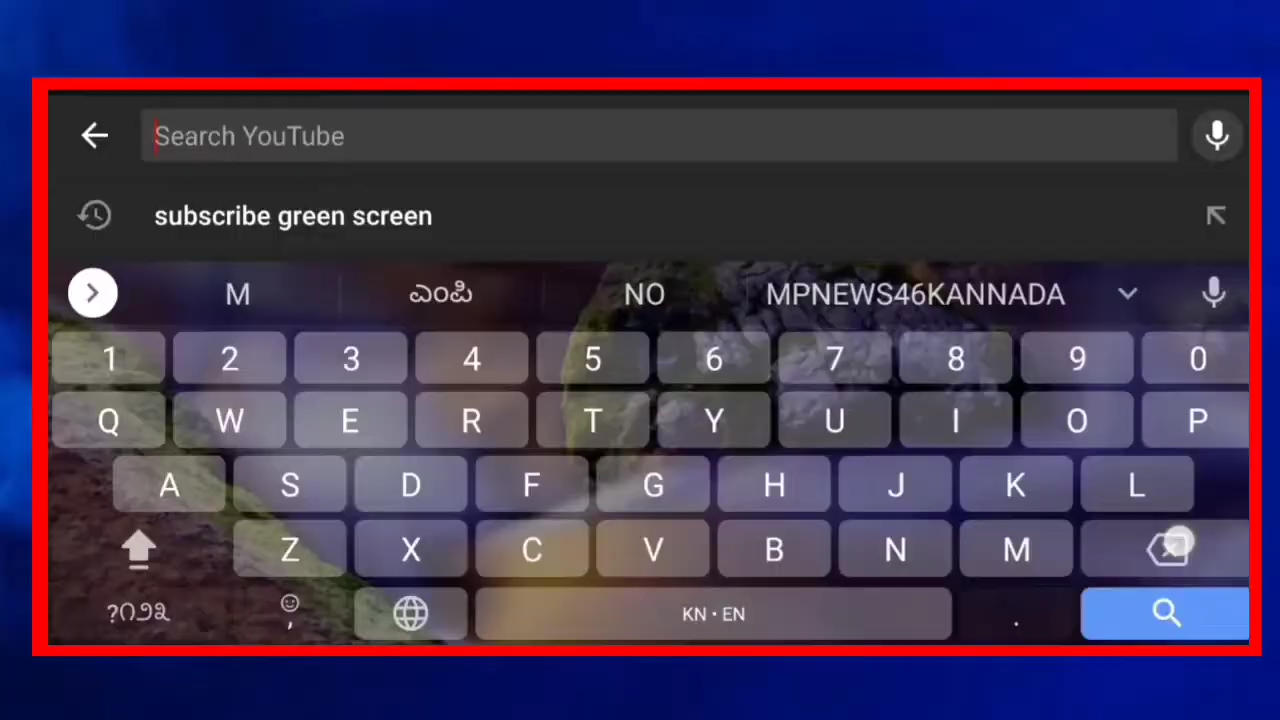 Search YouTube
subscribe green screen
M ಎಂಪಿ NO MPNEWS46KANNADA
1 2 3 4 5 6 7 8 9 0
Q W E R T Y U I O P
A S D F G H J K L
Z X C V B N M
?೧೨೩ , KN • EN .